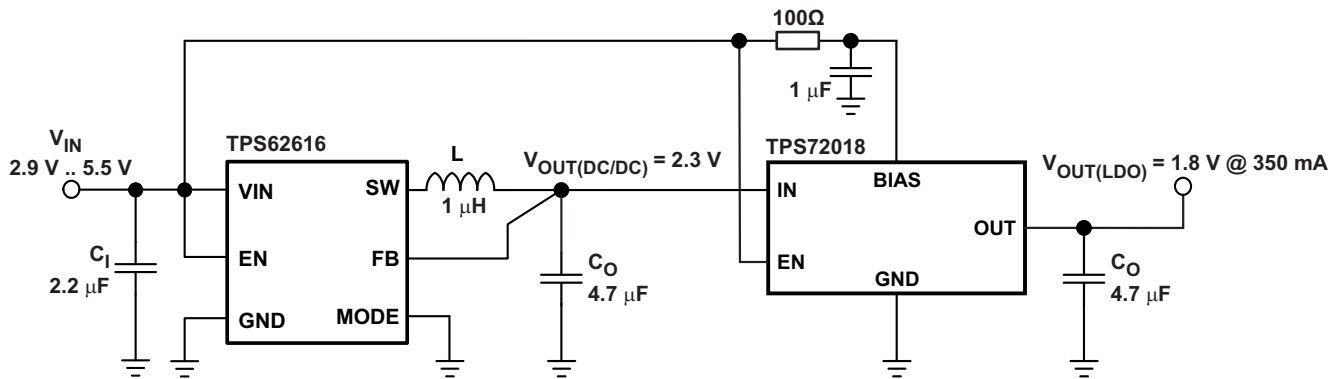 100Ω
1 μF
TPS62616
TPS72018
V_IN
2.9 V .. 5.5 V
L
1 μH
V_OUT(DC/DC) = 2.3 V
V_OUT(LDO) = 1.8 V @ 350 mA
VIN
SW
IN
BIAS
OUT
EN
FB
EN
GND
GND
MODE
C_I
2.2 μF
C_O
4.7 μF
C_O
4.7 μF